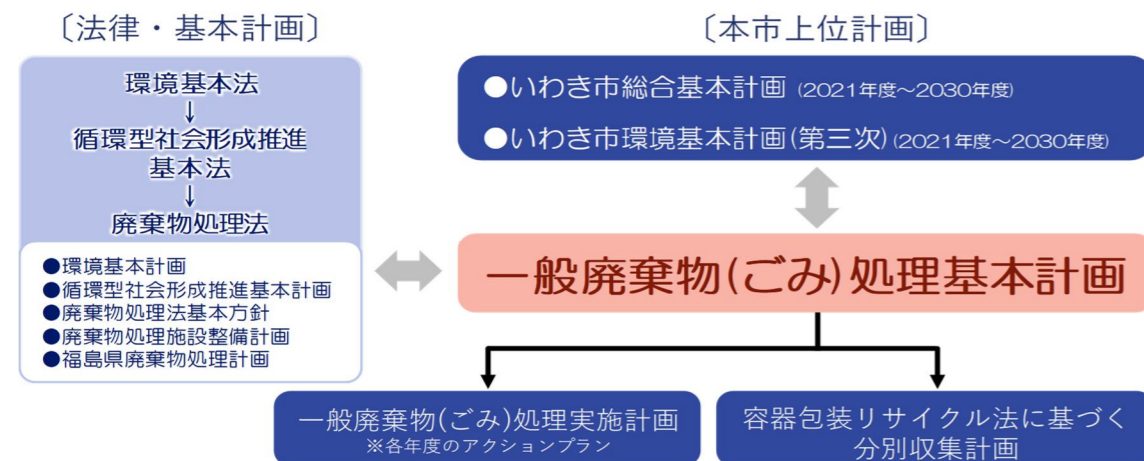 〔法律・基本計画〕
環境基本法
↓
循環型社会形成推進
基本法
↓
廃棄物処理法
●環境基本計画
●循環型社会形成推進基本計画
●廃棄物処理法基本方針
●廃棄物処理施設整備計画
●福島県廃棄物処理計画
〔本市上位計画〕
●いわき市総合基本計画 (2021年度～2030年度)
●いわき市環境基本計画(第三次) (2021年度～2030年度)
一般廃棄物(ごみ)処理基本計画
一般廃棄物(ごみ)処理実施計画
※各年度のアクションプラン
容器包装リサイクル法に基づく
分別収集計画